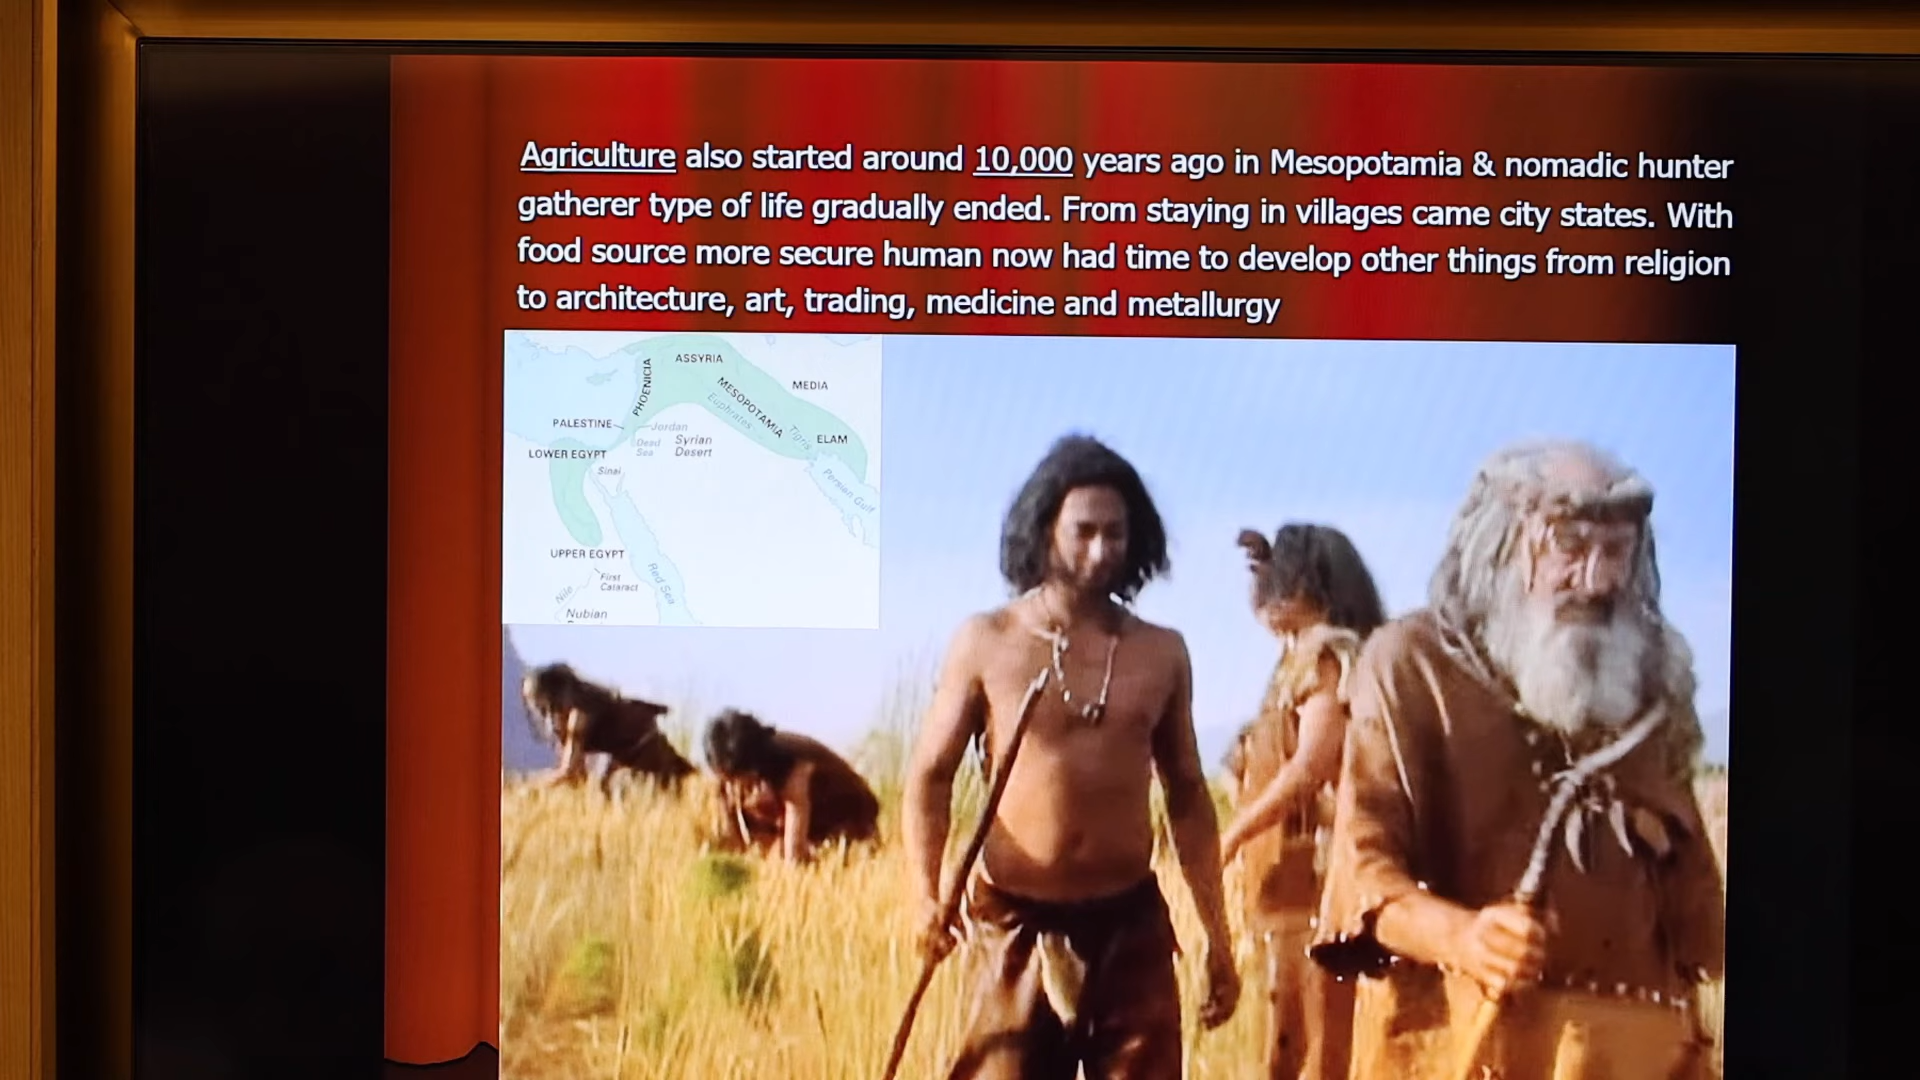 Agriculture also started around 10,000 years ago in Mesopotamia & nomadic hunter
gatherer type of life gradually ended. From staying in villages came city states. With
food source more secure human now had time to develop other things from religion
to architecture, art, trading, medicine and metallurgy
ASSYRIA
PHOENICIA
MEDIA
MESOPOTAMIA
Euphrates
Tigris
PALESTINE
Jordan
Dead
Sea
Syrian
Desert
ELAM
LOWER EGYPT
Sinai
Persian Gulf
UPPER EGYPT
First
Cataract
Red Sea
Nile
Nubian